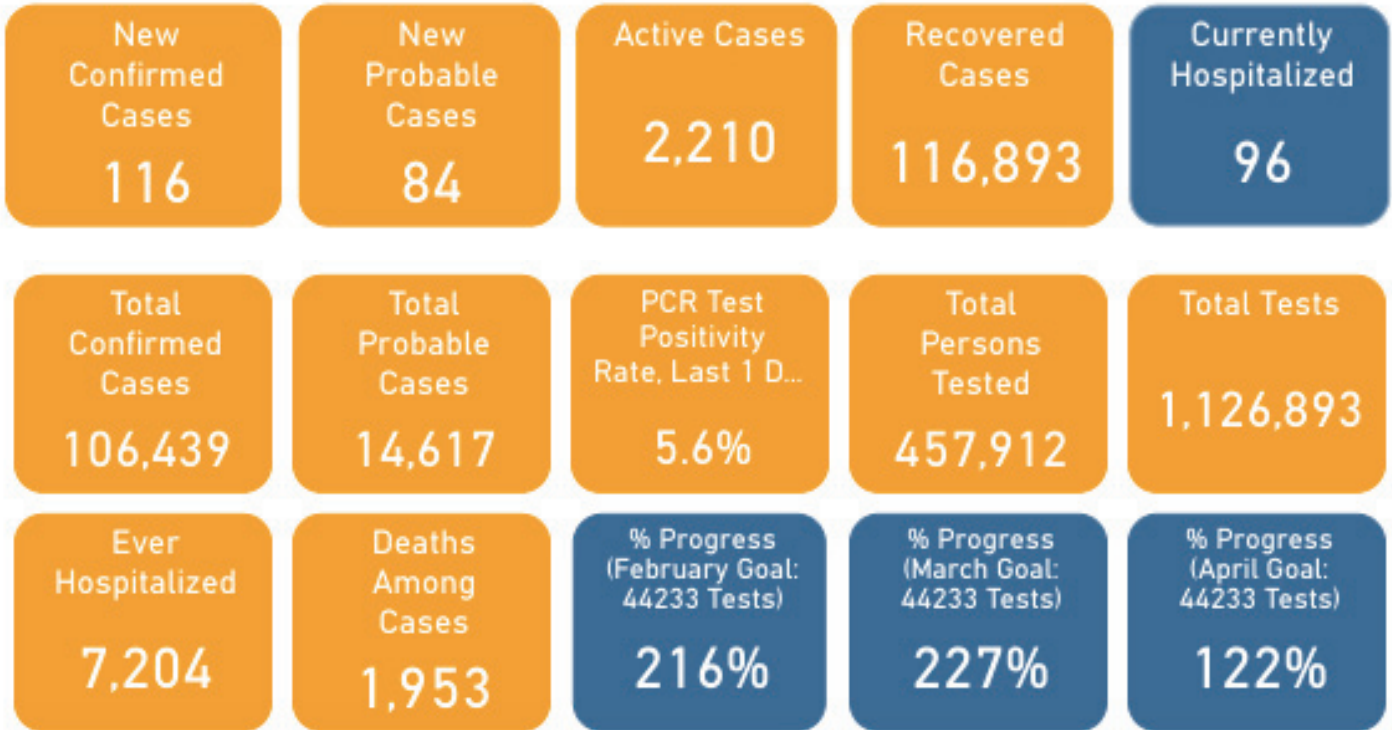 New
Confirmed
Cases
116
New
Probable
Cases
84
Active Cases
2,210
Recovered
Cases
116,893
Currently
Hospitalized
96
Total
Confirmed
Cases
106,439
Total
Probable
Cases
14,617
PCR Test
Positivity
Rate, Last 1 D...
5.6%
Total
Persons
Tested
457,912
Total Tests
1,126,893
Ever
Hospitalized
7,204
Deaths
Among
Cases
1,953
% Progress
(February Goal:
44233 Tests)
216%
% Progress
(March Goal:
44233 Tests)
227%
% Progress
(April Goal:
44233 Tests)
122%